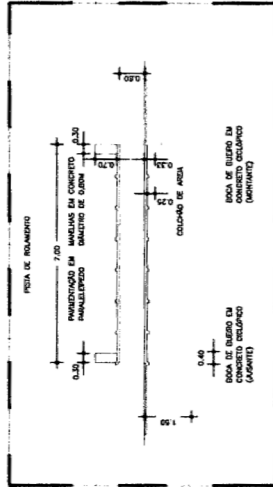 PISTA DE ROLAMENTO
7,00
PAVIMENTAÇÃO EM
PARALELEPÍPEDO
MANILHAS EM CONCRETO
DIÂMETRO DE 0,60M
0,30
0,30
0,70
0,60
0,33
0,25
COLCHÃO DE AREIA
1,50
0,40
BOCA DE BUEIRO EM
CONCRETO CICLÓPICO
(JUSANTE)
BOCA DE BUEIRO EM
CONCRETO CICLÓPICO
(MONTANTE)